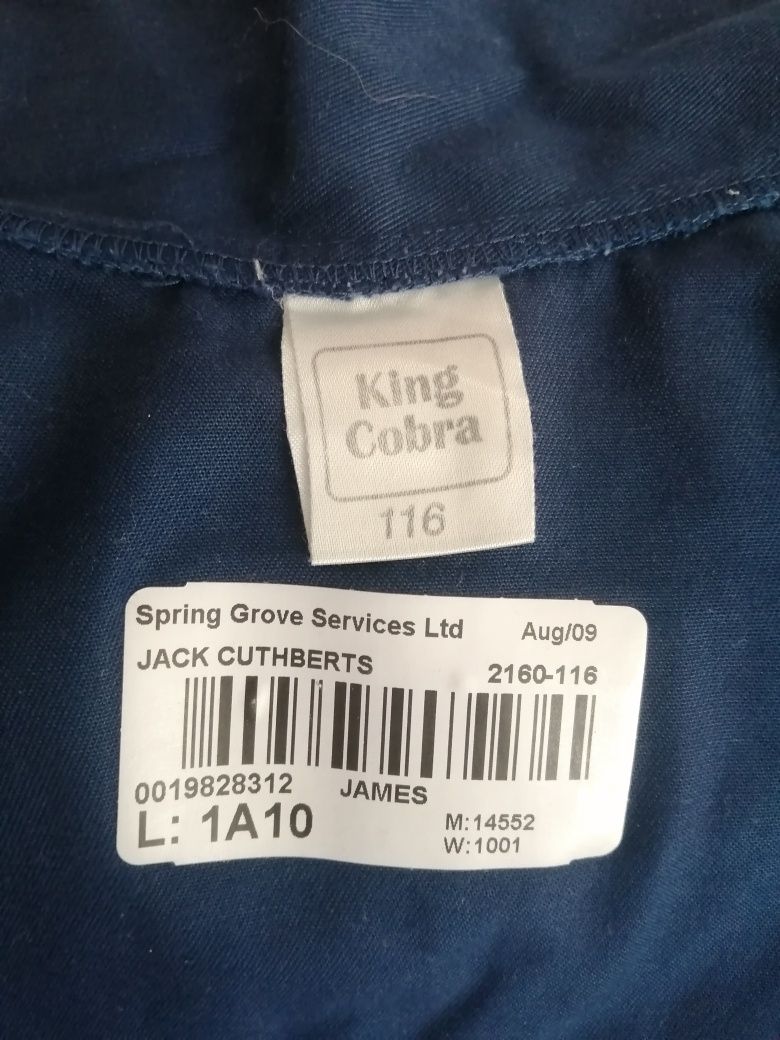 King
Cobra
116
Spring Grove Services Ltd Aug/09
JACK CUTHBERTS 2160-116
0019828312 JAMES
L: 1A10 M:14552
W:1001